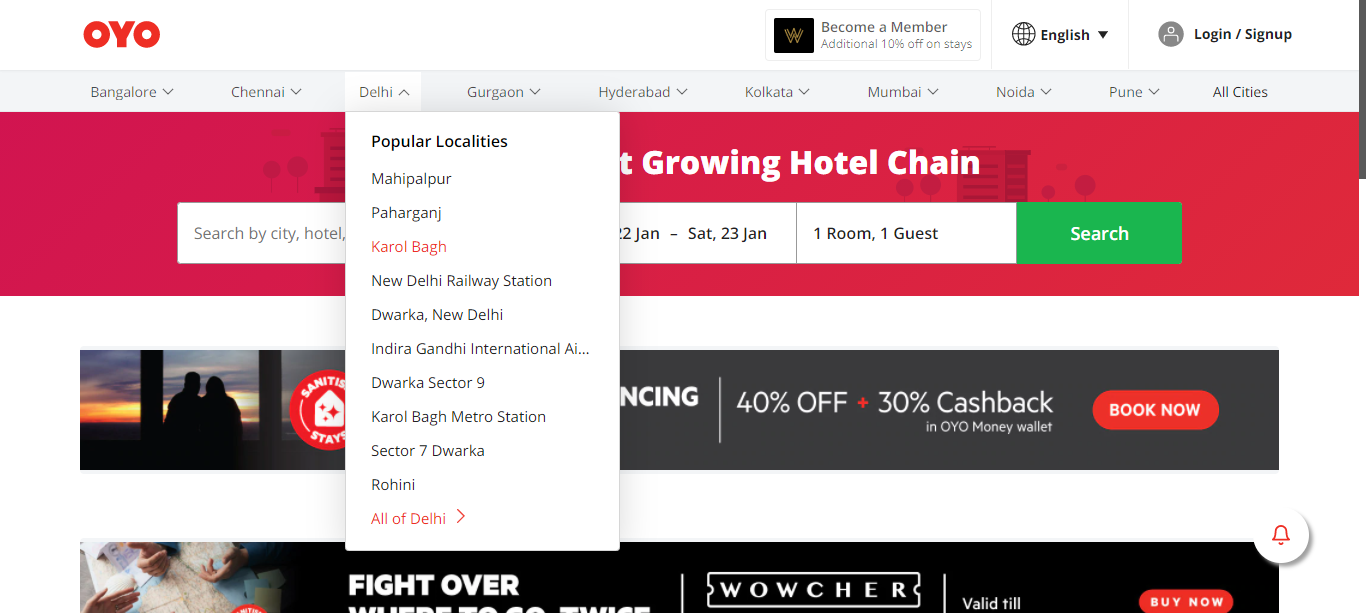 OYO
Become a Member
Additional 10% off on stays
English
Login / Signup
Bangalore
Chennai
Delhi
Gurgaon
Hyderabad
Kolkata
Mumbai
Noida
Pune
All Cities
Popular Localities
Mahipalpur
Paharganj
Karol Bagh
New Delhi Railway Station
Dwarka, New Delhi
Indira Gandhi International Ai...
Dwarka Sector 9
Karol Bagh Metro Station
Sector 7 Dwarka
Rohini
All of Delhi
t Growing Hotel Chain
Search by city, hotel,
22 Jan – Sat, 23 Jan
1 Room, 1 Guest
Search
SANITIS
STAYS
NCING
40% OFF + 30% Cashback
in OYO Money wallet
BOOK NOW
FIGHT OVER
WHERE TO GO, TWICE
WOWCHER
Valid till
BUY NOW